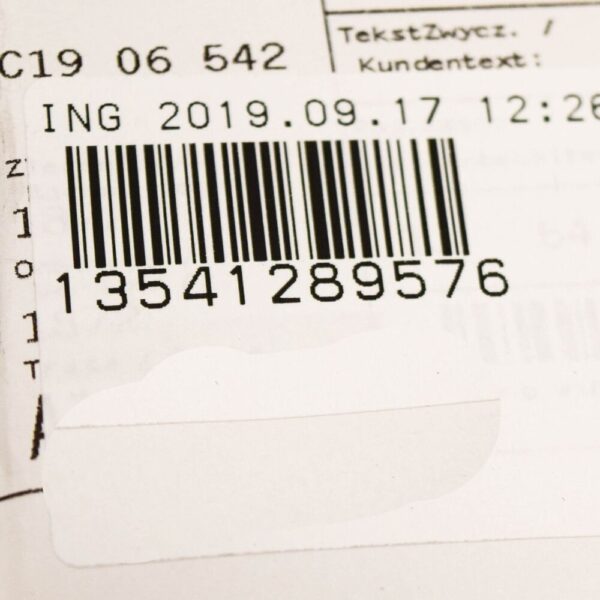 TekstZwycz. /
Kundentext:
C19 06 542
ING 2019.09.17 12:26
13541289576